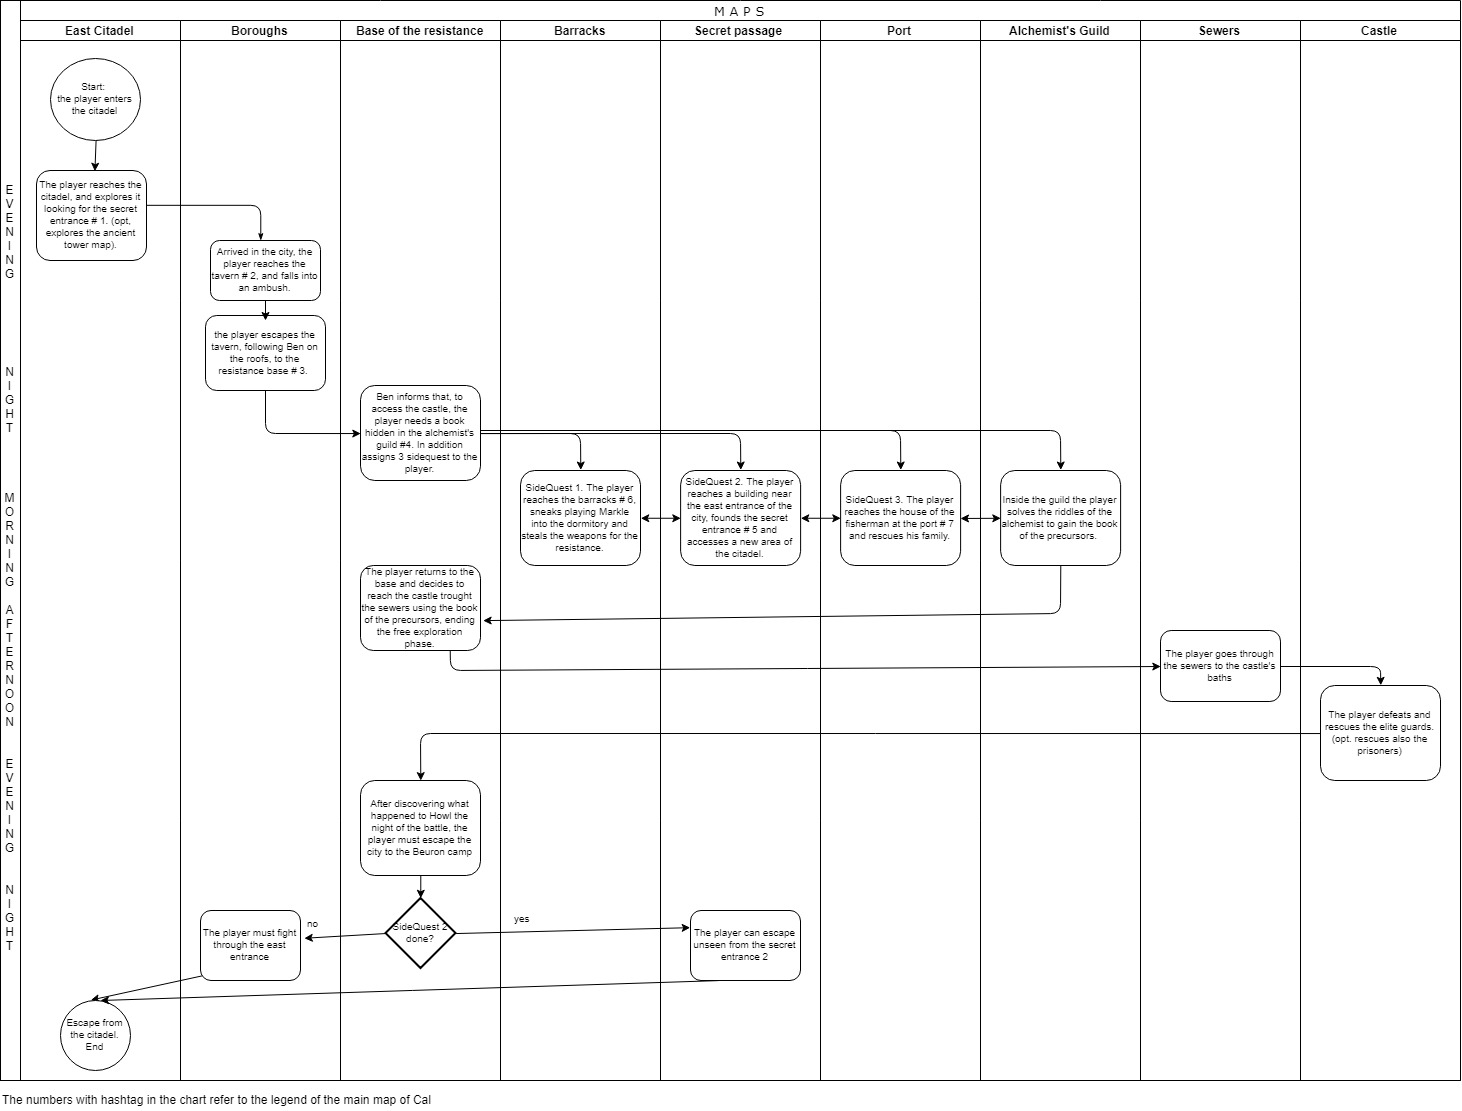 M A P S
East Citadel
Boroughs
Base of the resistance
Barracks
Secret passage
Port
Alchemist's Guild
Sewers
Castle
EVENING
NIGHT
MORNING
AFTERNOON
EVENING
NIGHT
Start:
the player enters
the citadel
The player reaches the
citadel, and explores it
looking for the secret
entrance # 1. (opt,
explores the ancient
tower map).
Arrived in the city, the
player reaches the
tavern # 2, and falls into
an ambush.
the player escapes the
tavern, following Ben on
the roofs, to the
resistance base # 3.
Ben informs that, to
access the castle, the
player needs a book
hidden in the alchemist's
guild #4. In addition
assigns 3 sidequest to the
player.
SideQuest 1. The player
reaches the barracks # 6,
sneaks playing Markle
into the dormitory and
steals the weapons for the
resistance.
SideQuest 2. The player
reaches a building near
the east entrance of the
city, founds the secret
entrance # 5 and
accesses a new area of
the citadel.
SideQuest 3. The player
reaches the house of the
fisherman at the port # 7
and rescues his family.
Inside the guild the player
solves the riddles of the
alchemist to gain the book
of the precursors.
The player returns to the
base and decides to
reach the castle trought
the sewers using the book
of the precursors, ending
the free exploration
phase.
The player goes through
the sewers to the castle's
baths
The player defeats and
rescues the elite guards.
(opt. rescues also the
prisoners)
After discovering what
happened to Howl the
night of the battle, the
player must escape the
city to the Beuron camp
SideQuest 2
done?
no
yes
The player must fight
through the east
entrance
The player can escape
unseen from the secret
entrance 2
Escape from
the citadel.
End
The numbers with hashtag in the chart refer to the legend of the main map of Cal